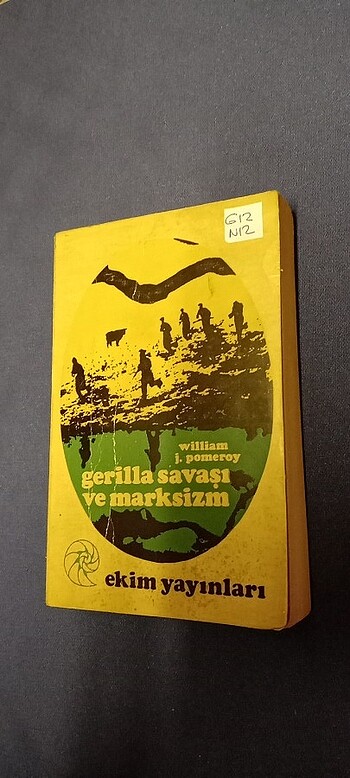 G12
N12
william
j. pomeroy
gerilla savaşı
ve marksizm
ekim yayınları